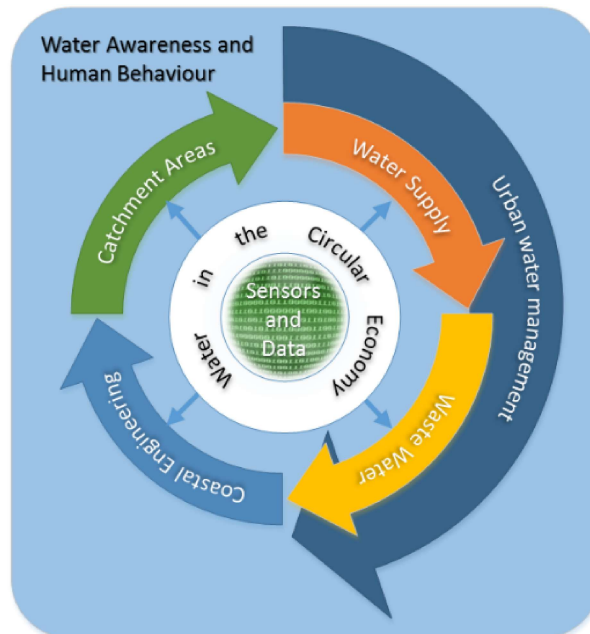 Water Awareness and
Human Behaviour
Catchment Areas
Water Supply
Urban water management
Waste Water
Coastal Engineering
Water in the Circular Economy
Sensors
and
Data